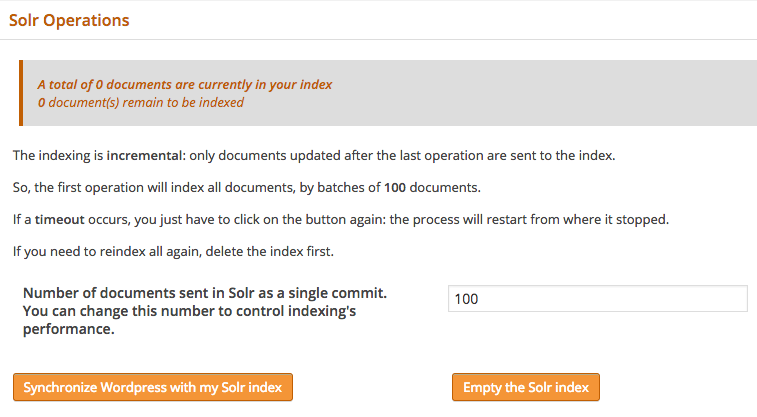 Solr Operations
A total of 0 documents are currently in your index
0 document(s) remain to be indexed
The indexing is incremental: only documents updated after the last operation are sent to the index.
So, the first operation will index all documents, by batches of 100 documents.
If a timeout occurs, you just have to click on the button again: the process will restart from where it stopped.
If you need to reindex all again, delete the index first.
Number of documents sent in Solr as a single commit.
You can change this number to control indexing's
performance.
100
Synchronize Wordpress with my Solr index
Empty the Solr index